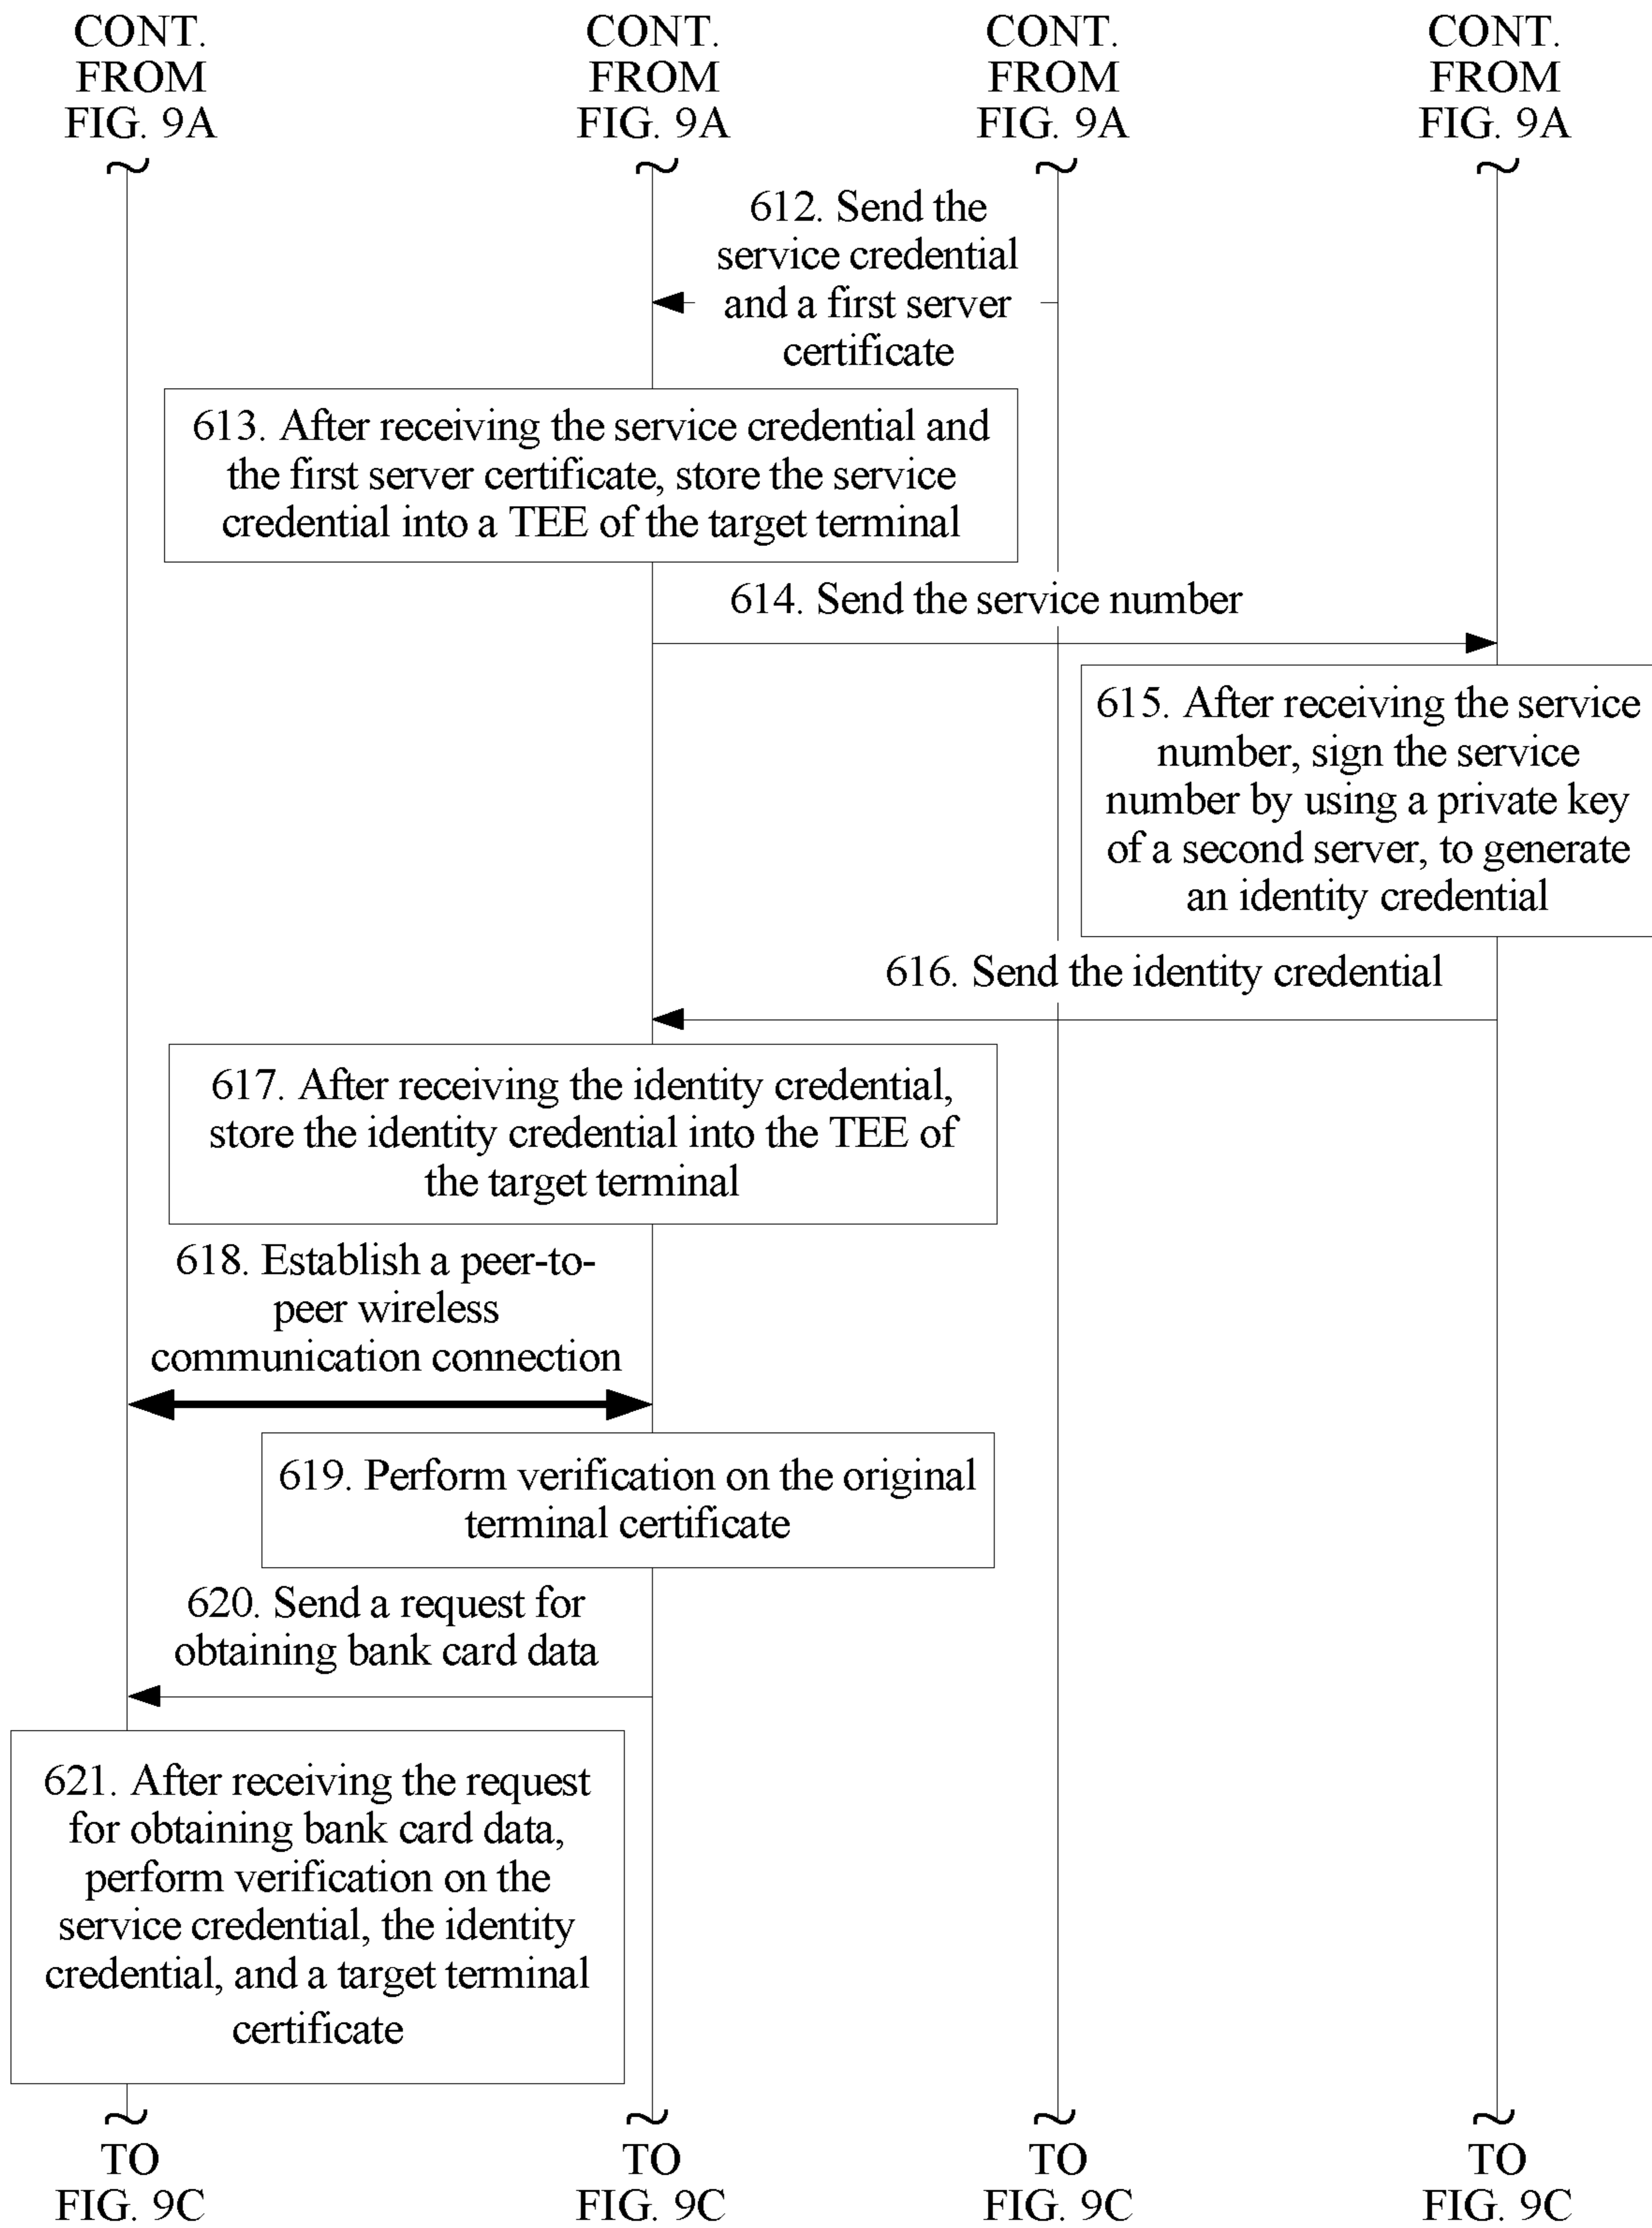 CONT.
FROM
FIG. 9A
CONT.
FROM
FIG. 9A
CONT.
FROM
FIG. 9A
CONT.
FROM
FIG. 9A
612. Send the
service credential
and a first server
certificate
613. After receiving the service credential and
the first server certificate, store the service
credential into a TEE of the target terminal
614. Send the service number
615. After receiving the service
number, sign the service
number by using a private key
of a second server, to generate
an identity credential
616. Send the identity credential
617. After receiving the identity credential,
store the identity credential into the TEE of
the target terminal
618. Establish a peer-to-
peer wireless
communication connection
619. Perform verification on the original
terminal certificate
620. Send a request for
obtaining bank card data
621. After receiving the request
for obtaining bank card data,
perform verification on the
service credential, the identity
credential, and a target terminal
certificate
TO
FIG. 9C
TO
FIG. 9C
TO
FIG. 9C
TO
FIG. 9C